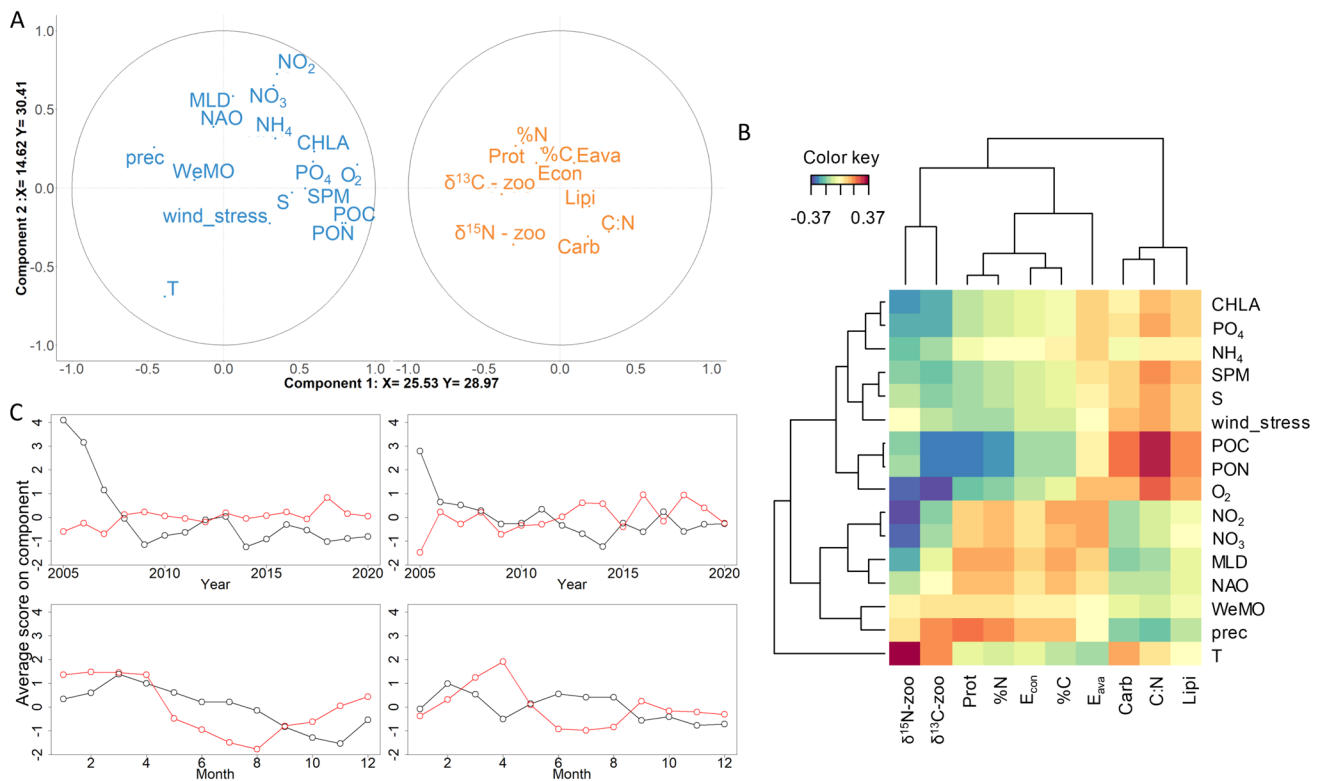 A
Component 2 :X= 14.62 Y= 30.41
1.0
0.5
0.0
-0.5
-1.0
NO2
NO3
MLD
NAO
NH4
CHLA
prec
WeMO
PO4
O2
S
SPM
wind_stress
POC
PON
T
%N
Prot
%C
Eava
Econ
δ13C - zoo
Lipi
δ15N - zoo
C:N
Carb
-1.0 -0.5 0.0 0.5 1.0
-1.0 -0.5 0.0 0.5 1.0
Component 1: X= 25.53 Y= 28.97
B
Color key
-0.37 0.37
CHLA
PO4
NH4
SPM
S
wind_stress
POC
PON
O2
NO2
NO3
MLD
NAO
WeMO
prec
T
δ15N-zoo
δ13C-zoo
Prot
%N
Econ
%C
Eava
Carb
C:N
Lipi
C
Average score on component
4
3
2
1
0
-1
-2
2005 2010 2015 2020
Year
4
3
2
1
0
-1
-2
2005 2010 2015 2020
Year
4
3
2
1
0
-1
-2
2 4 6 8 10 12
Month
4
3
2
1
0
-1
-2
2 4 6 8 10 12
Month